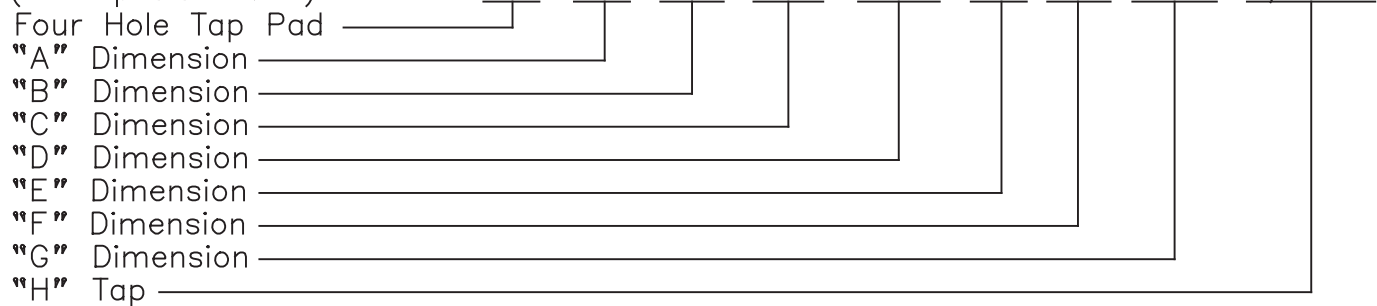 Four Hole Tap Pad
"A" Dimension
"B" Dimension
"C" Dimension
"D" Dimension
"E" Dimension
"F" Dimension
"G" Dimension
"H" Tap